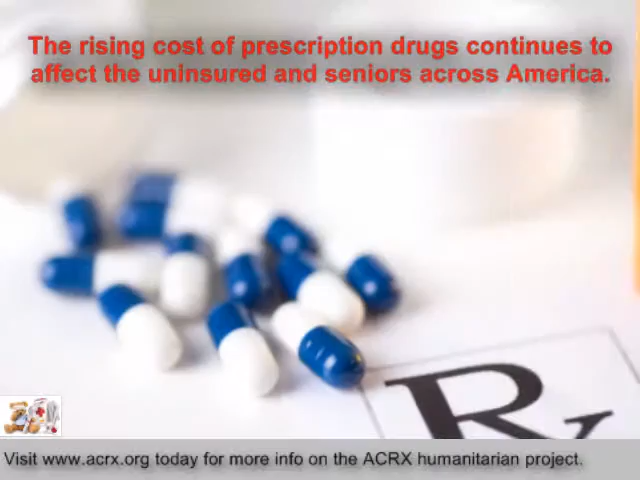 The rising cost of prescription drugs continues to
affect the uninsured and seniors across America.
Rx
Visit www.acrx.org today for more info on the ACRX humanitarian project.